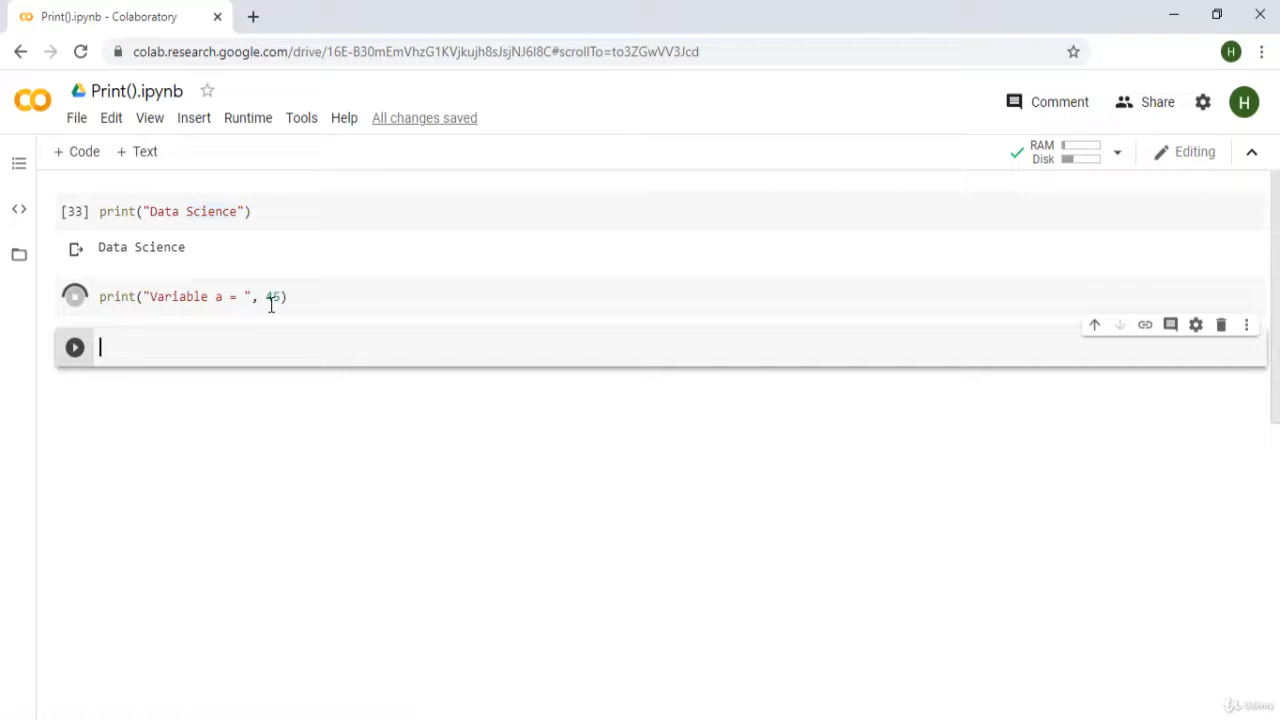 Print().ipynb - Colaboratory
colab.research.google.com/drive/16E-B30mEmVhzG1KVjkujh8sJsjNJ6I8C#scrollTo=to3ZGwVV3Jcd
H
CO
Print().ipynb
Comment
Share
H
File Edit View Insert Runtime Tools Help All changes saved
+ Code + Text
RAM
Disk
Editing
[33] print("Data Science")
Data Science
print("Variable a = ", 45)
Udemy